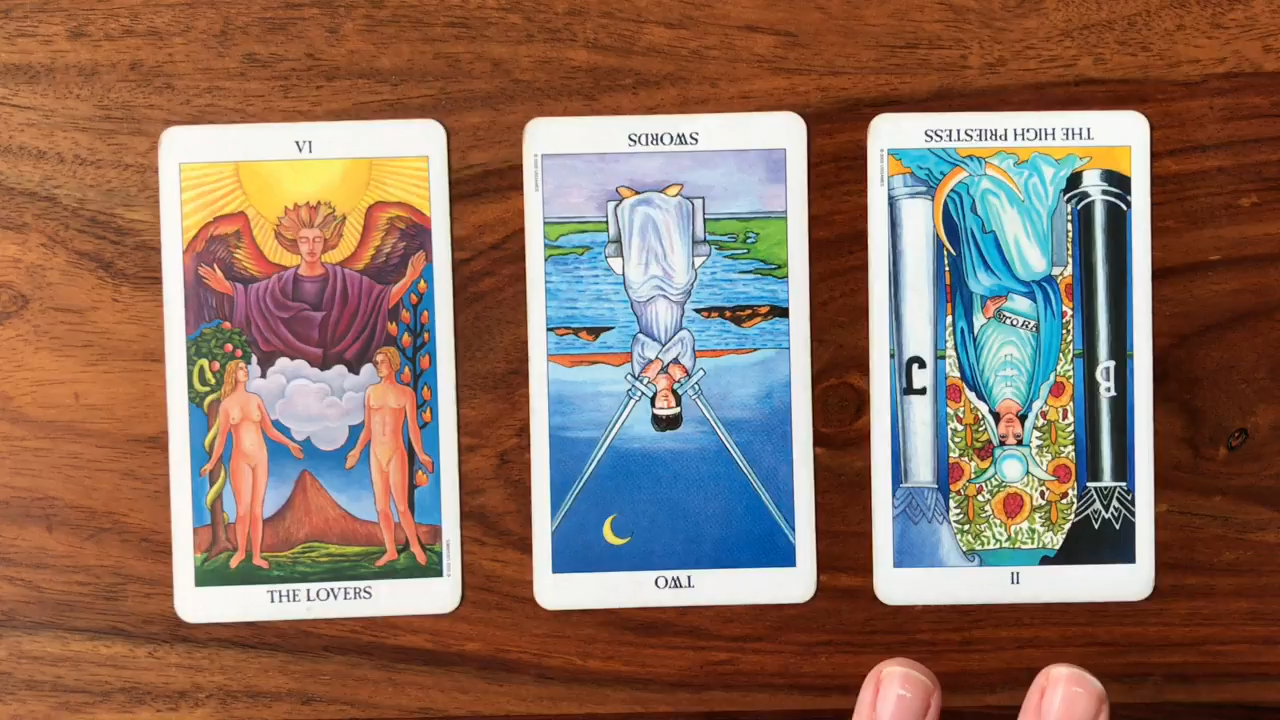 VI
THE LOVERS
SWORDS
TWO
THE HIGH PRIESTESS
TORA
J
B
II